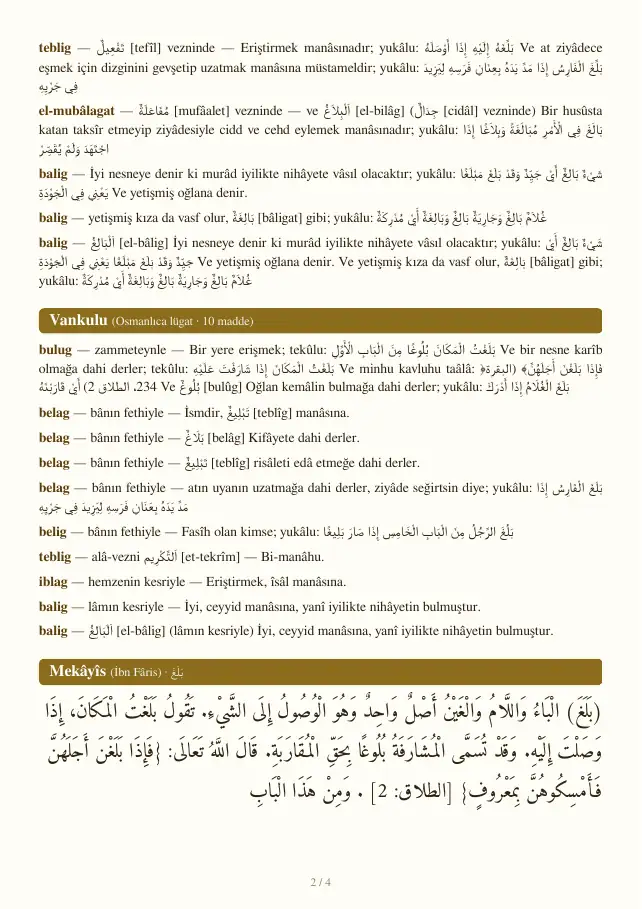 teblig — تَفْعِيلٌ [tefîl] vezninde — Eriştirmek manâsınadır; yukâlu: بَلَّغَهُ إِلَيْهِ إِذَا أَوْصَلَهُ Ve at ziyâdece
eşmek için dizginini gevşetip uzatmak manâsına müstameldir; yukâlu: بَلَّغَ الْفَارِسُ إِذَا مَدَّ يَدَهُ بِعِنَانِ فَرَسِهِ لِيَزِيدَ
فِي جَرْيِهِ
el-mubâlagat — مُفَاعَلَةٌ [mufâalet] vezninde — ve اَلْبِلَاغُ [el-bilâg] (جِدَالٌ [cidâl] vezninde) Bir husûsta
katan taksîr etmeyip ziyâdesiyle cidd ve cehd eylemek manâsınadır; yukâlu: بَالَغَ فِي الْأَمْرِ مُبَالَغَةً وَبِلَاغًا إِذَا
اجْتَهَدَ وَلَمْ يُقَصِّرْ
balig — İyi nesneye denir ki murâd iyilikte nihâyete vâsıl olacaktır; yukâlu: شَيْءٌ بَالِغٌ أَيْ جَيِّدٌ وَقَدْ بَلَغَ مَبْلَغًا
يَعْنِي فِي الْجَوْدَةِ Ve yetişmiş oğlana denir.
balig — yetişmiş kıza da vasf olur, بَالِغَةٌ [bâligat] gibi; yukâlu: غُلَامٌ بَالِغٌ وَجَارِيَةٌ بَالِغٌ وَبَالِغَةٌ أَيْ مُدْرِكَةٌ
balig — اَلْبَالِغُ [el-bâlig] İyi nesneye denir ki murâd iyilikte nihâyete vâsıl olacaktır; yukâlu: شَيْءٌ بَالِغٌ أَيْ
جَيِّدٌ وَقَدْ بَلَغَ مَبْلَغًا يَعْنِي فِي الْجَوْدَةِ Ve yetişmiş oğlana denir. Ve yetişmiş kıza da vasf olur, بَالِغَةٌ [bâligat] gibi;
yukâlu: غُلَامٌ بَالِغٌ وَجَارِيَةٌ بَالِغٌ وَبَالِغَةٌ أَيْ مُدْرِكَةٌ
Vankulu (Osmanlıca lügat · 10 madde)
bulug — zammeteynle — Bir yere erişmek; tekûlu: بَلَغْتُ الْمَكَانَ بُلُوغًا مِنَ الْبَابِ الْأَوَّلِ Ve bir nesne karîb
olmağa dahi derler; tekûlu: بَلَغْتُ الْمَكَانَ إِذَا شَارَفْتَ عَلَيْهِ Ve minhu kavluhu taâlâ: ﴿فَإِذَا بَلَغْنَ أَجَلَهُنَّ﴾ (البقرة
234، الطلاق 2) أَيْ قَارَبْنَهُ Ve بُلُوغٌ [bulûg] Oğlan kemâlin bulmağa dahi derler; yukâlu: بَلَغَ الْغُلَامُ إِذَا أَدْرَكَ
belag — bânın fethiyle — İsmdir, تَبْلِيغٌ [teblîg] manâsına.
belag — bânın fethiyle — بَلَاغٌ [belâg] Kifâyete dahi derler.
belag — bânın fethiyle — تَبْلِيغٌ [teblîg] risâleti edâ etmeğe dahi derler.
belag — bânın fethiyle — atın uyanın uzatmağa dahi derler, ziyâde seğirtsin diye; yukâlu: بَلَّغَ الْفَارِسُ إِذَا
مَدَّ يَدَهُ بِعِنَانِ فَرَسِهِ لِيَزِيدَ فِي جَرْيِهِ
belig — bânın fethiyle — Fasîh olan kimse; yukâlu: بَلُغَ الرَّجُلُ مِنَ الْبَابِ الْخَامِسِ إِذَا صَارَ بَلِيغًا
teblig — alâ-vezni اَلتَّكْرِيم [et-tekrîm] — Bi-manâhu.
iblag — hemzenin kesriyle — Eriştirmek, îsâl manâsına.
balig — lâmın kesriyle — İyi, ceyyid manâsına, yanî iyilikte nihâyetin bulmuştur.
balig — اَلْبَالِغُ [el-bâlig] (lâmın kesriyle) İyi, ceyyid manâsına, yanî iyilikte nihâyetin bulmuştur.
Mekâyîs (İbn Fâris) · بَلَغَ
(بَلَغَ) الْبَاءُ وَاللَّامُ وَالْغَيْنُ أَصْلٌ وَاحِدٌ وَهُوَ الْوُصُولُ إِلَى الشَّيْءِ. تَقُولُ بَلَغْتُ الْمَكَانَ، إِذَا
وَصَلْتَ إِلَيْهِ. وَقَدْ تُسَمَّى الْمُشَارَفَةُ بُلُوغًا بِحَقِّ الْمُقَارَبَةِ. قَالَ اللَّهُ تَعَالَى: {فَإِذَا بَلَغْنَ أَجَلَهُنَّ
فَأَمْسِكُوهُنَّ بِمَعْرُوفٍ} [الطلاق: 2] . وَمِنْ هَذَا الْبَابِ
2 / 4